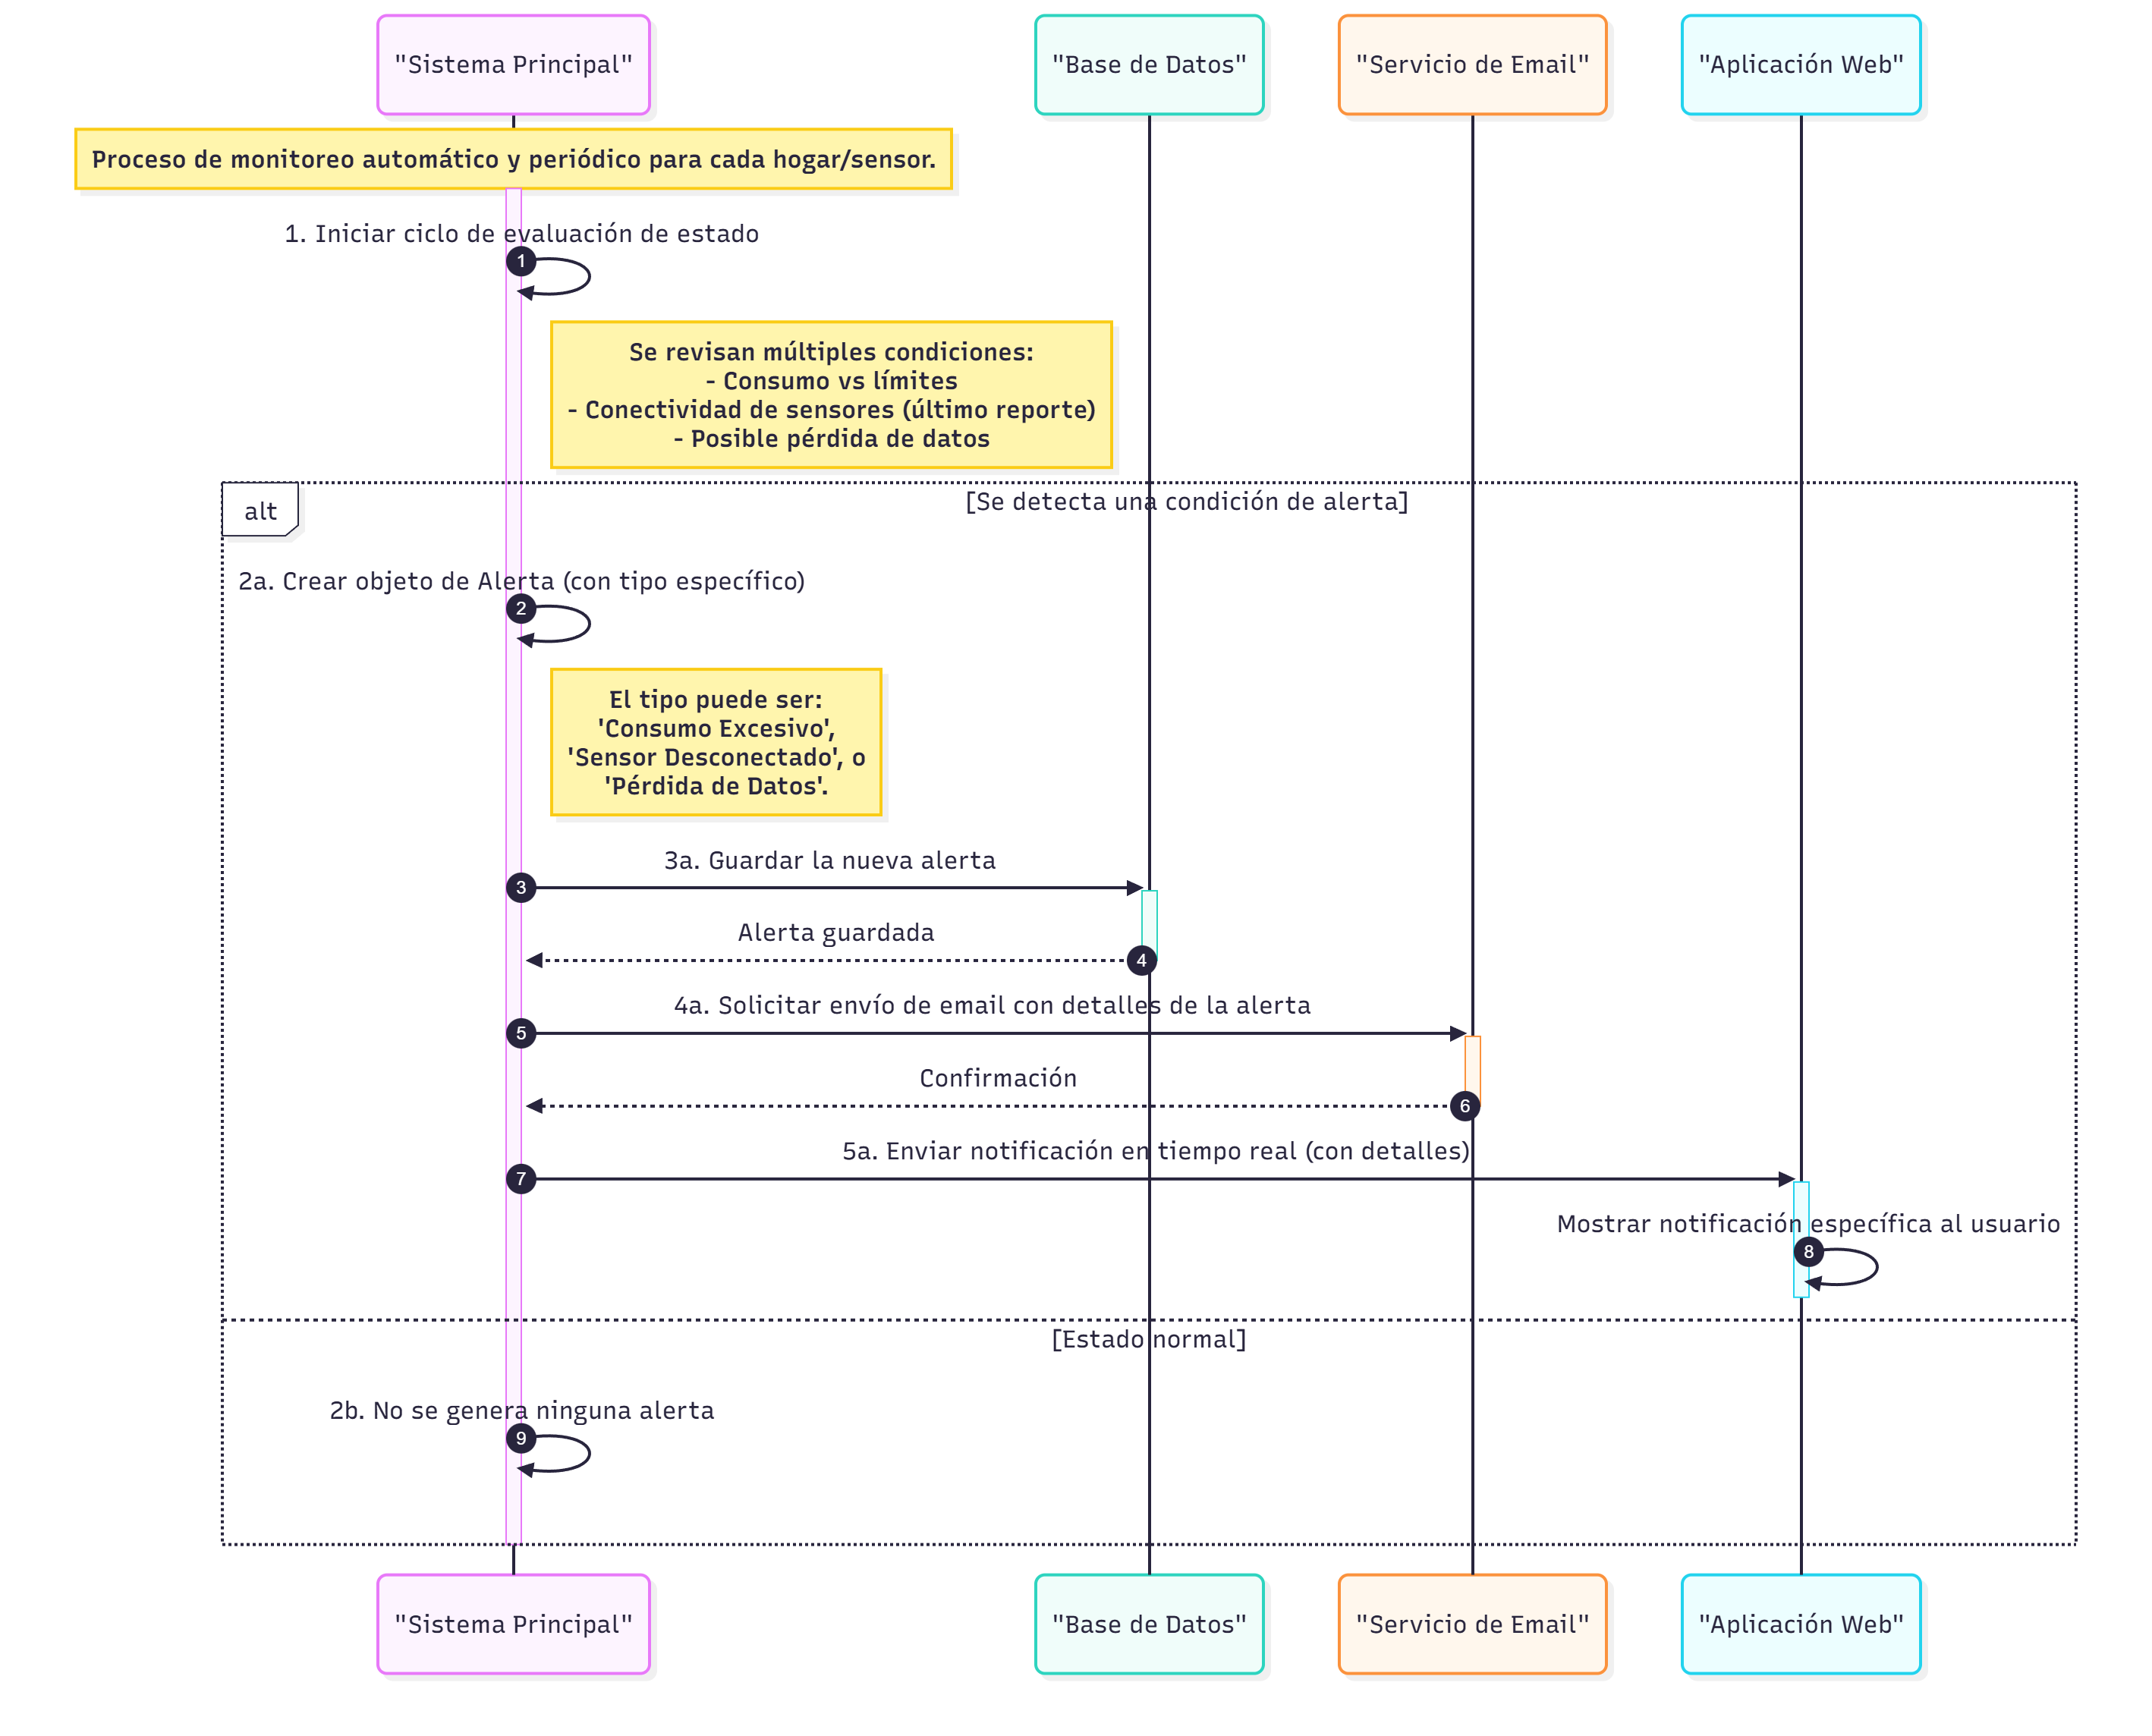 "Sistema Principal"
"Base de Datos"
"Servicio de Email"
"Aplicación Web"
Proceso de monitoreo automático y periódico para cada hogar/sensor.
1. Iniciar ciclo de evaluación de estado
1
Se revisan múltiples condiciones:
- Consumo vs límites
- Conectividad de sensores (último reporte)
- Posible pérdida de datos
alt
[Se detecta una condición de alerta]
2a. Crear objeto de Alerta (con tipo específico)
2
El tipo puede ser:
'Consumo Excesivo',
'Sensor Desconectado', o
'Pérdida de Datos'.
3a. Guardar la nueva alerta
3
Alerta guardada
4
4a. Solicitar envío de email con detalles de la alerta
5
Confirmación
6
5a. Enviar notificación en tiempo real (con detalles)
7
Mostrar notificación específica al usuario
8
[Estado normal]
2b. No se genera ninguna alerta
9
"Sistema Principal"
"Base de Datos"
"Servicio de Email"
"Aplicación Web"